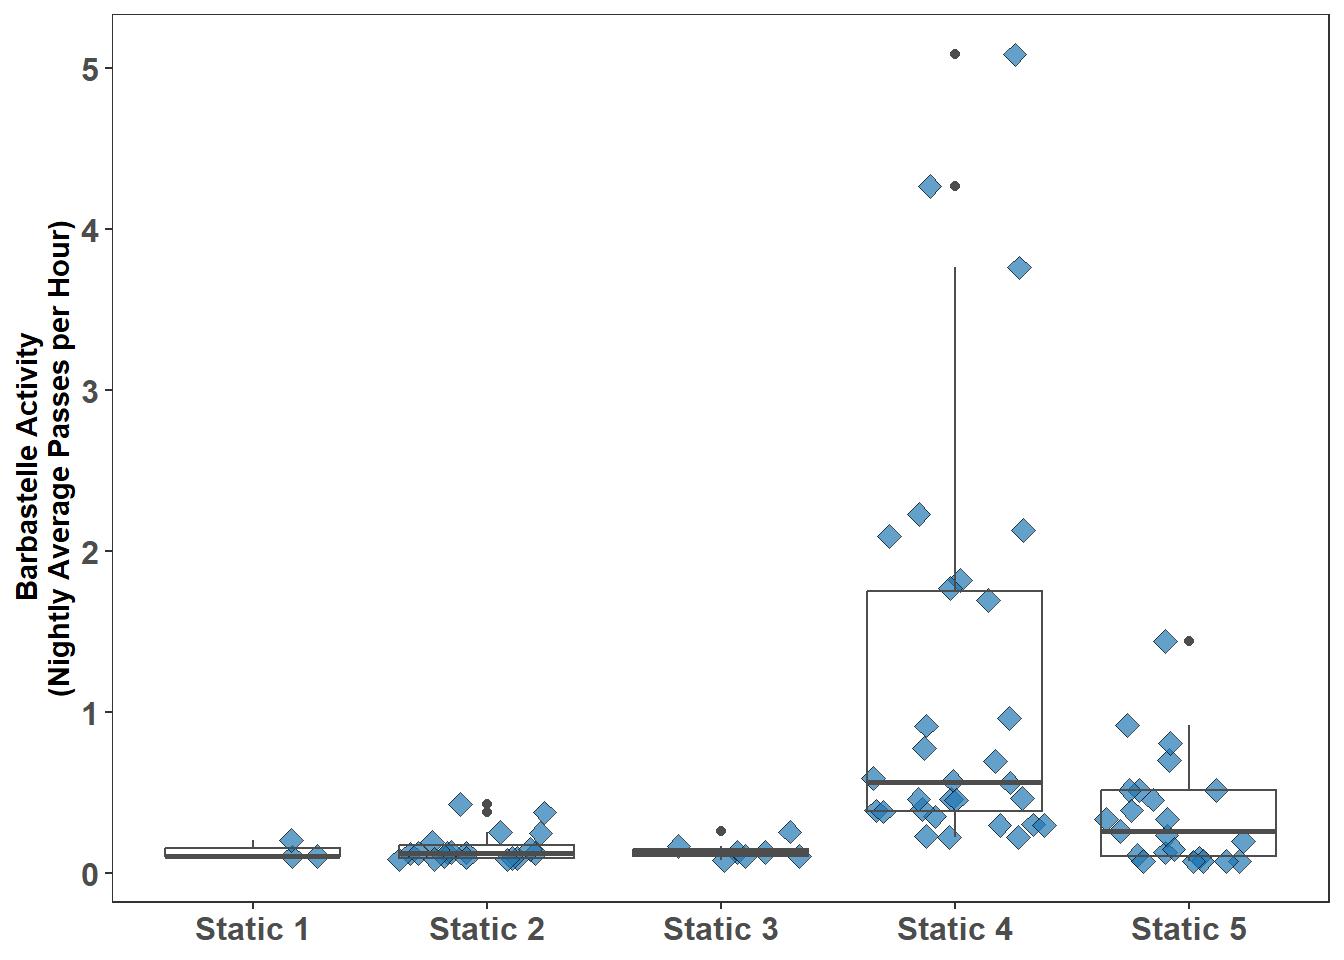 Barbastelle Activity
(Nightly Average Passes per Hour)
5
4
3
2
1
0
Static 1
Static 2
Static 3
Static 4
Static 5